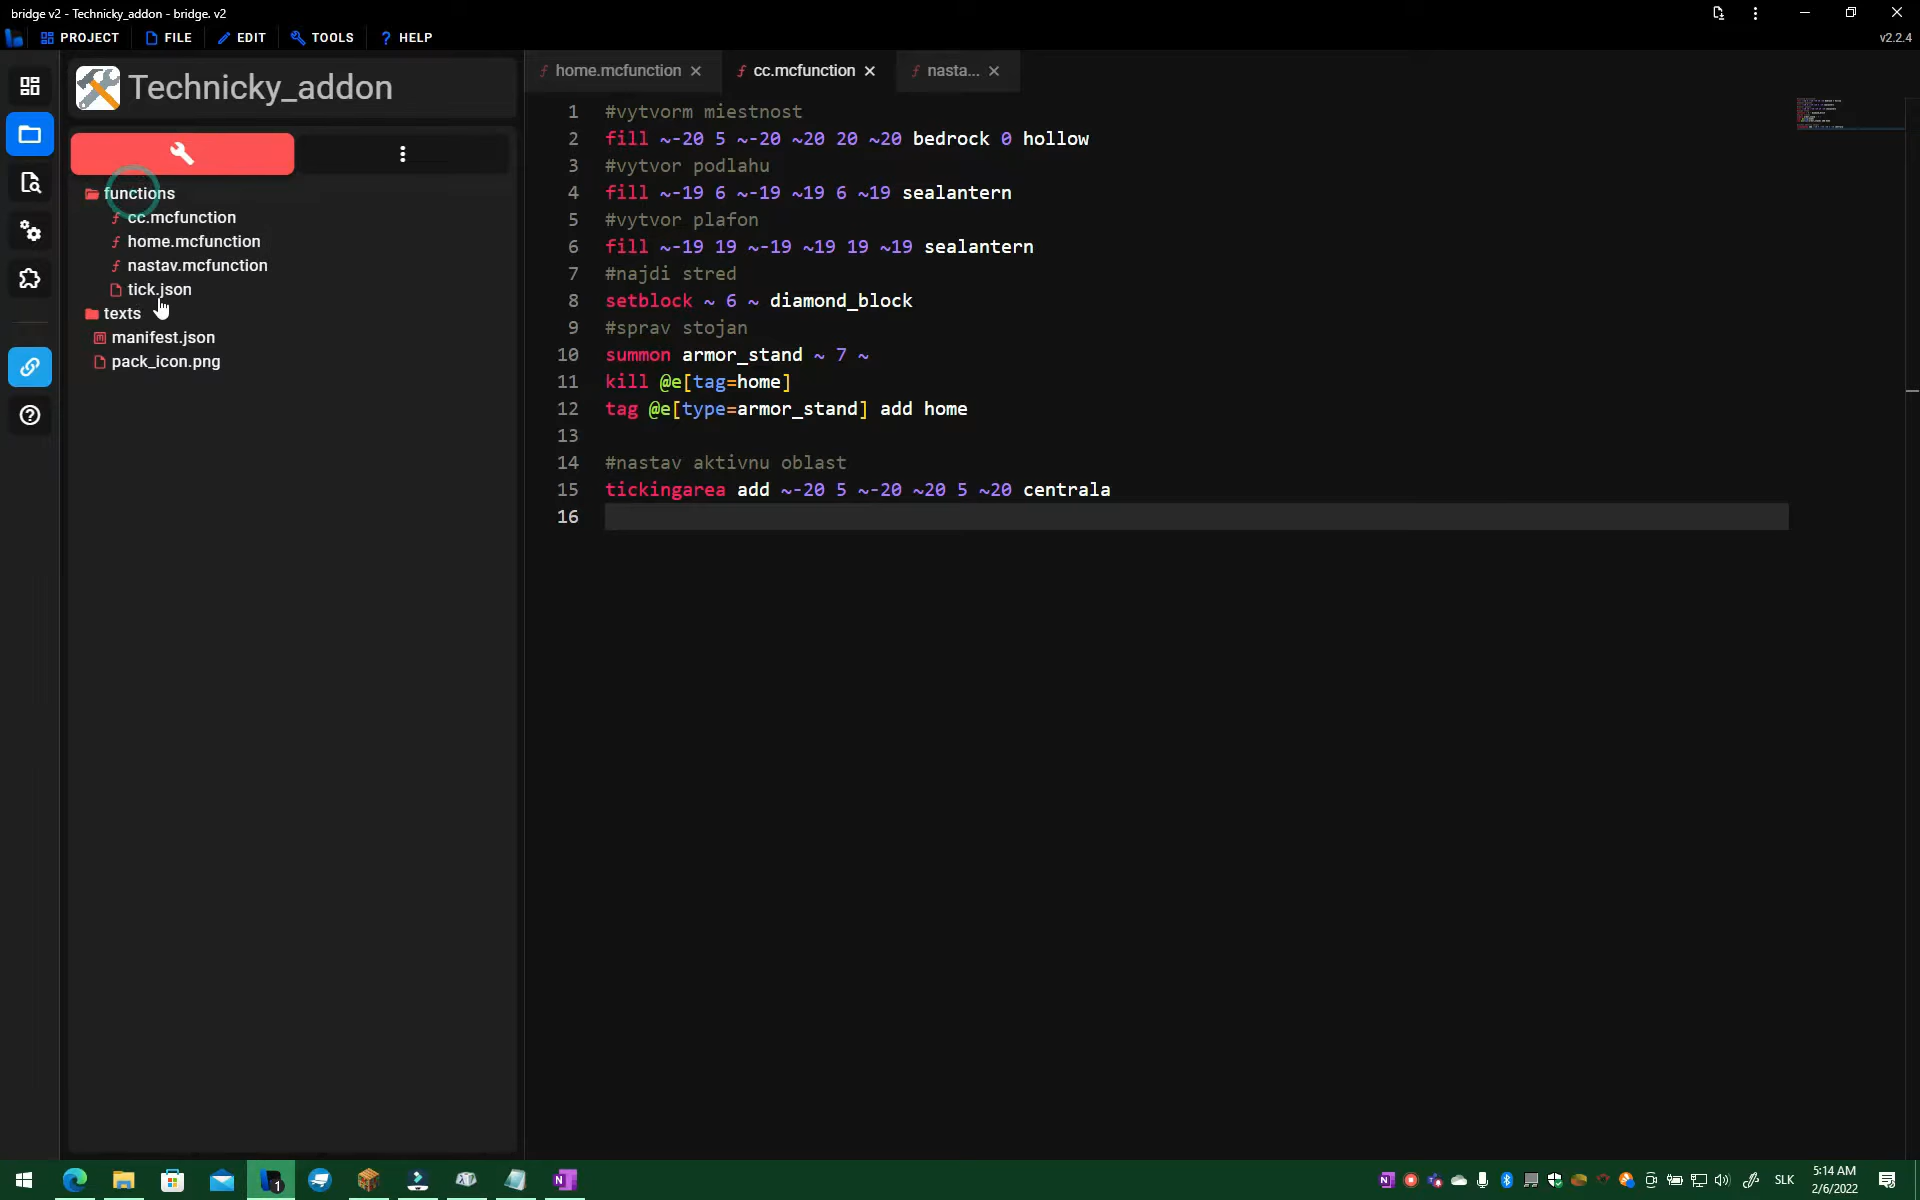 bridge v2 - Technicky_addon - bridge. v2
PROJECT FILE EDIT TOOLS ? HELP
v2.2.4
Technicky_addon
functions
cc.mcfunction
home.mcfunction
nastav.mcfunction
tick.json
texts
manifest.json
pack_icon.png
home.mcfunction cc.mcfunction nasta...
1 #vytvorm miestnost
2 fill ~-20 5 ~-20 ~20 20 ~20 bedrock 0 hollow
3 #vytvor podlahu
4 fill ~-19 6 ~-19 ~19 6 ~19 sealantern
5 #vytvor plafon
6 fill ~-19 19 ~-19 ~19 19 ~19 sealantern
7 #najdi stred
8 setblock ~ 6 ~ diamond_block
9 #sprav stojan
10 summon armor_stand ~ 7 ~
11 kill @e[tag=home]
12 tag @e[type=armor_stand] add home
13
14 #nastav aktivnu oblast
15 tickingarea add ~-20 5 ~-20 ~20 5 ~20 centrala
16
SLK
5:14 AM
2/6/2022